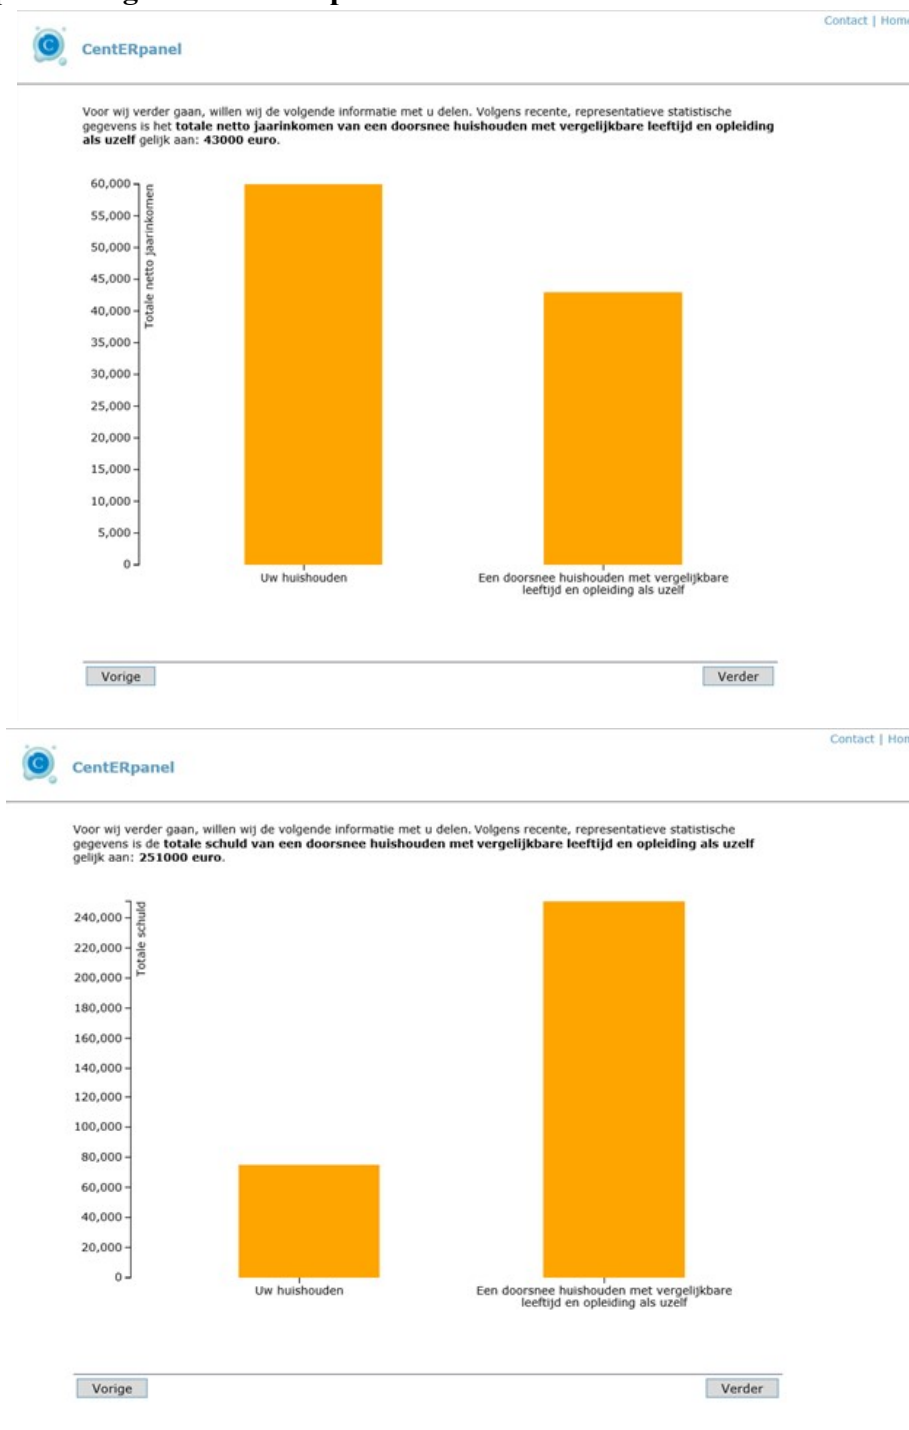 Contact | Home
CentERpanel
Voor wij verder gaan, willen wij de volgende informatie met u delen. Volgens recente, representatieve statistische
gegevens is het totale netto jaarinkomen van een doorsnee huishouden met vergelijkbare leeftijd en opleiding
als uzelf gelijk aan: 43000 euro.
60,000
55,000
50,000
45,000
40,000
35,000
30,000
25,000
20,000
15,000
10,000
5,000
0
Totale netto jaarinkomen
Uw huishouden
Een doorsnee huishouden met vergelijkbare
leeftijd en opleiding als uzelf
Vorige
Verder
Contact | Hom
CentERpanel
Voor wij verder gaan, willen wij de volgende informatie met u delen. Volgens recente, representatieve statistische
gegevens is de totale schuld van een doorsnee huishouden met vergelijkbare leeftijd en opleiding als uzelf
gelijk aan: 251000 euro.
240,000
220,000
200,000
180,000
160,000
140,000
120,000
100,000
80,000
60,000
40,000
20,000
0
Totale schuld
Uw huishouden
Een doorsnee huishouden met vergelijkbare
leeftijd en opleiding als uzelf
Vorige
Verder